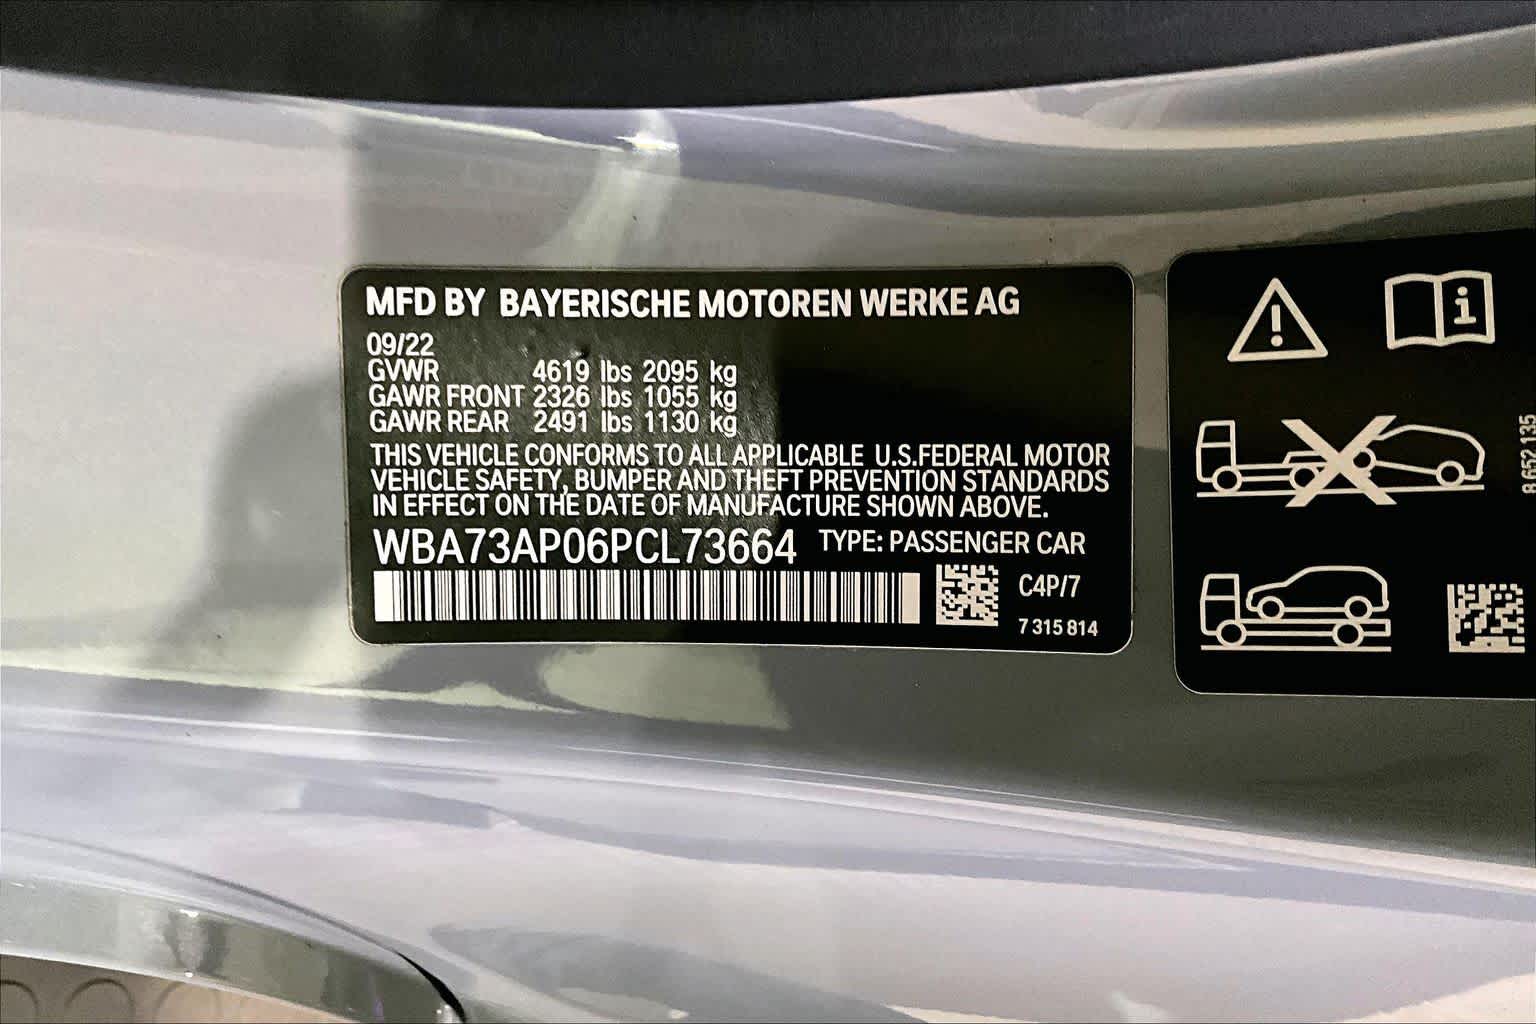 MFD BY BAYERISCHE MOTOREN WERKE AG
09/22
GVWR 4619 lbs 2095 kg
GAWR FRONT 2326 lbs 1055 kg
GAWR REAR 2491 lbs 1130 kg
THIS VEHICLE CONFORMS TO ALL APPLICABLE U.S.FEDERAL MOTOR
VEHICLE SAFETY, BUMPER AND THEFT PREVENTION STANDARDS
IN EFFECT ON THE DATE OF MANUFACTURE SHOWN ABOVE.
WBA73AP06PCL73664 TYPE: PASSENGER CAR
C4P/7
7 315 814
8 652 135